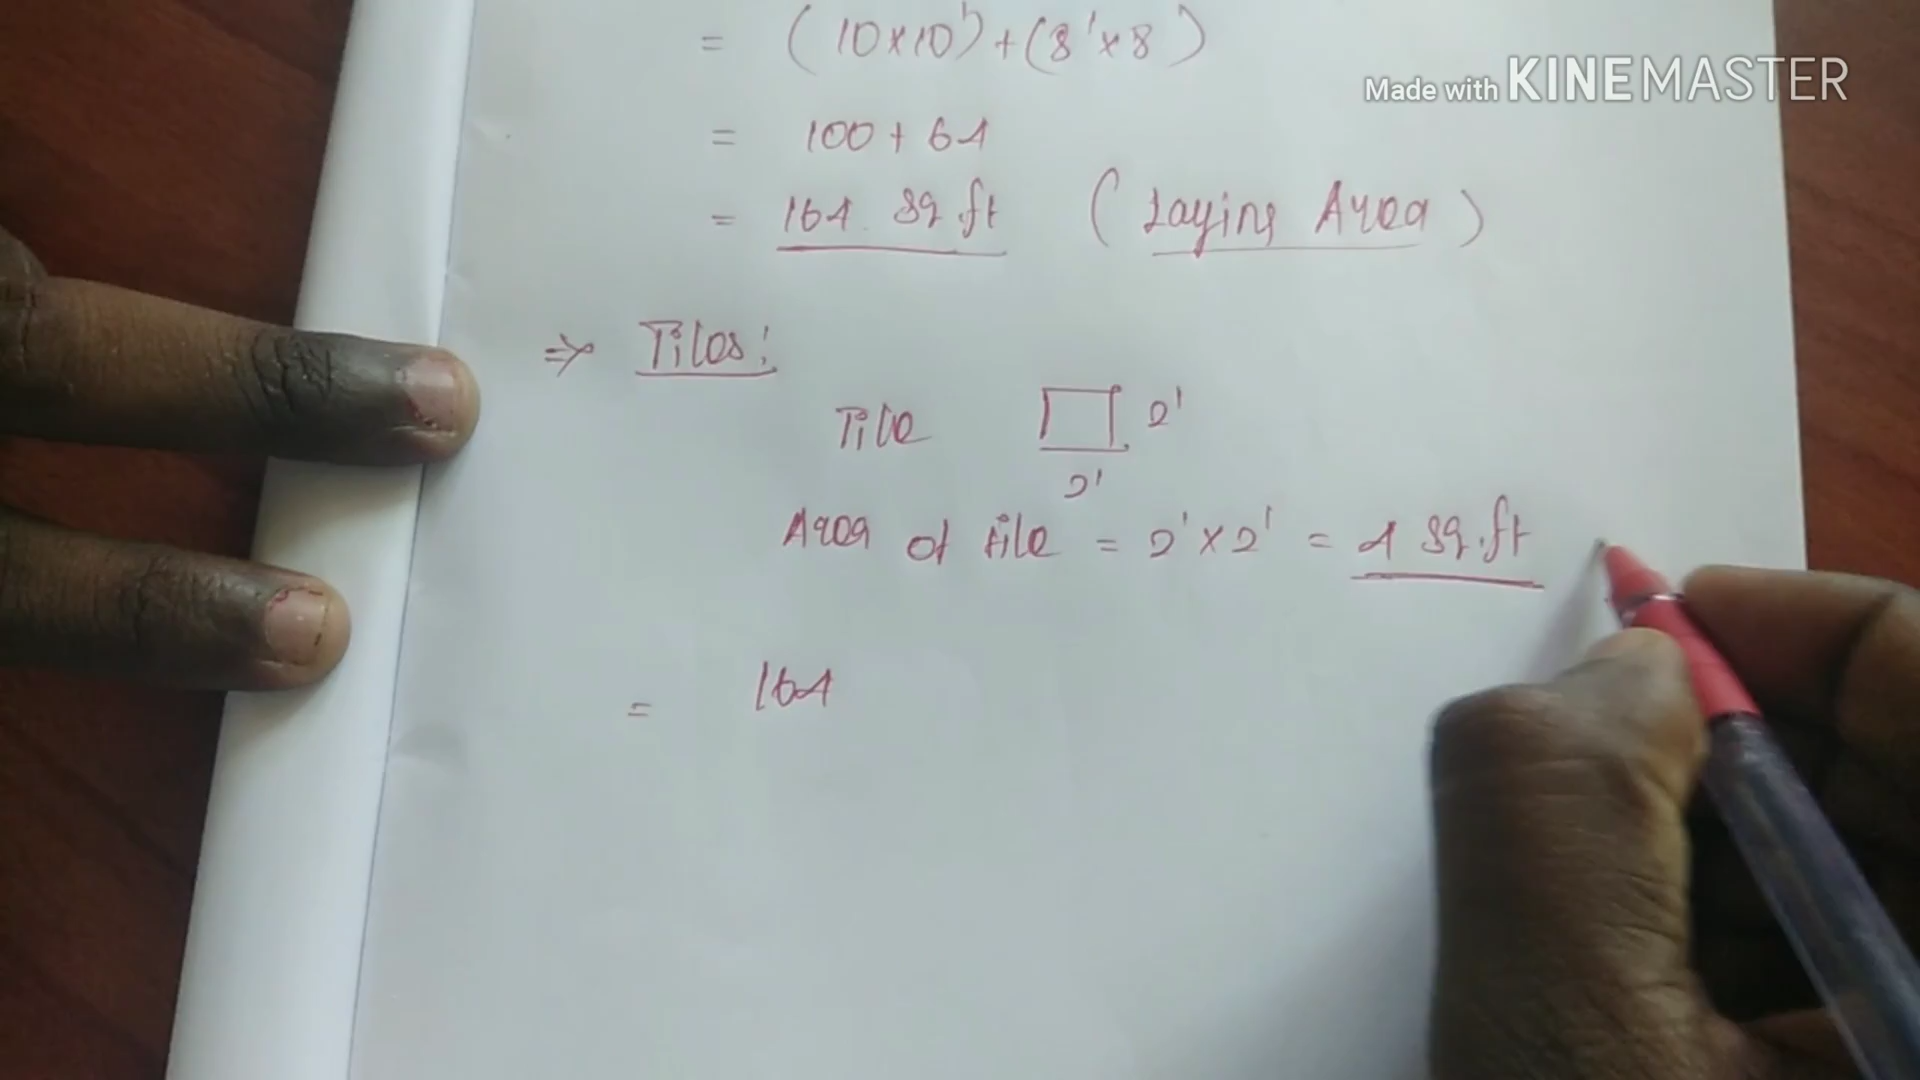 = (10×10') + (8'×8)
Made with KINEMASTER
= 100 + 64
= 164 sq.ft (Laying Area)
⇒ Tiles:
Tile 2'
2'
Area of tile = 2' × 2' = 4 sq.ft
= 164